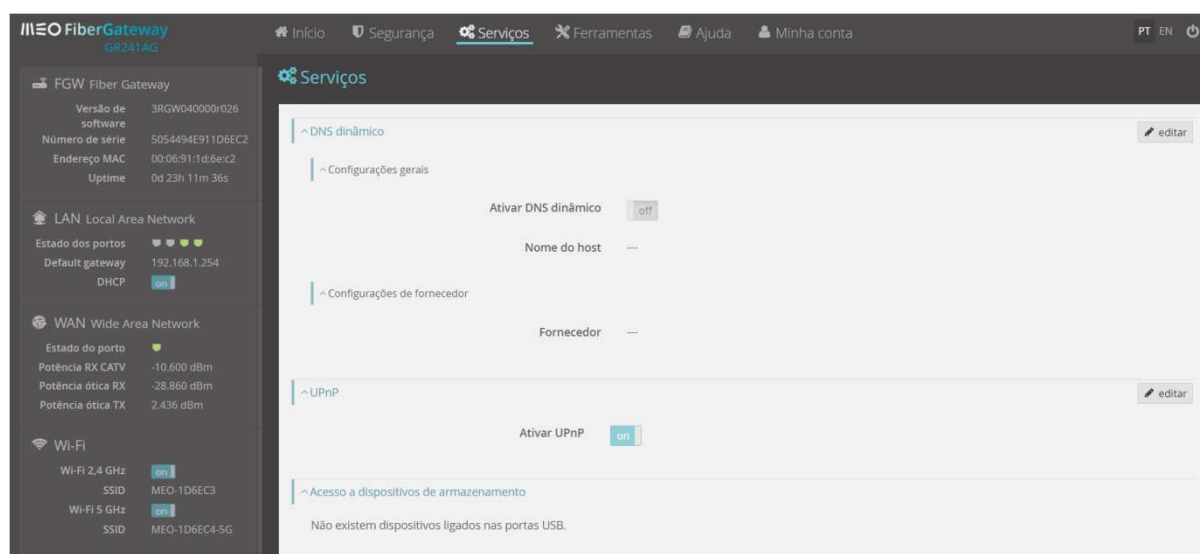 MEO FiberGateway
GR241AG
Início Segurança Serviços Ferramentas Ajuda Minha conta
PT EN
FGW Fiber Gateway
Versão de software 3RGW040000r026
Número de série 5054494E911D6EC2
Endereço MAC 00:06:91:1d:6e:c2
Uptime 0d 23h 11m 36s
LAN Local Area Network
Estado dos portos
Default gateway 192.168.1.254
DHCP on
WAN Wide Area Network
Estado do porto
Potência RX CATV -10.600 dBm
Potência ótica RX -28.860 dBm
Potência ótica TX 2.436 dBm
Wi-Fi
Wi-Fi 2,4 GHz on
SSID MEO-1D6EC3
Wi-Fi 5 GHz on
SSID MEO-1D6EC4-5G
Serviços
DNS dinâmico editar
Configurações gerais
Ativar DNS dinâmico off
Nome do host ---
Configurações de fornecedor
Fornecedor ---
UPnP editar
Ativar UPnP on
Acesso a dispositivos de armazenamento
Não existem dispositivos ligados nas portas USB.